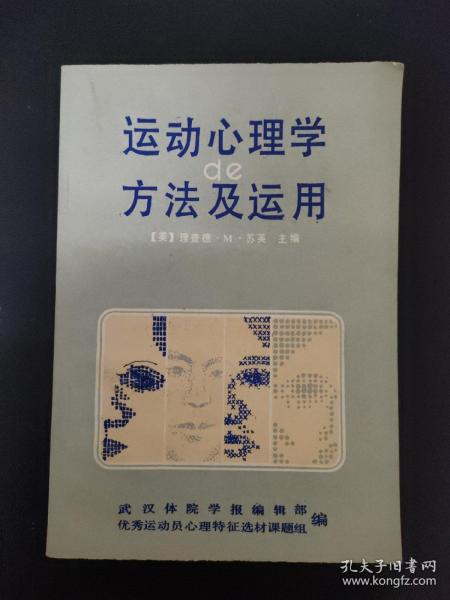 运动心理学
de
方法及运用
【美】理查德·M·苏英 主编
武汉体院学报编辑部
优秀运动员心理特征选材课题组
编
孔夫子旧书网
www.kongfz.com